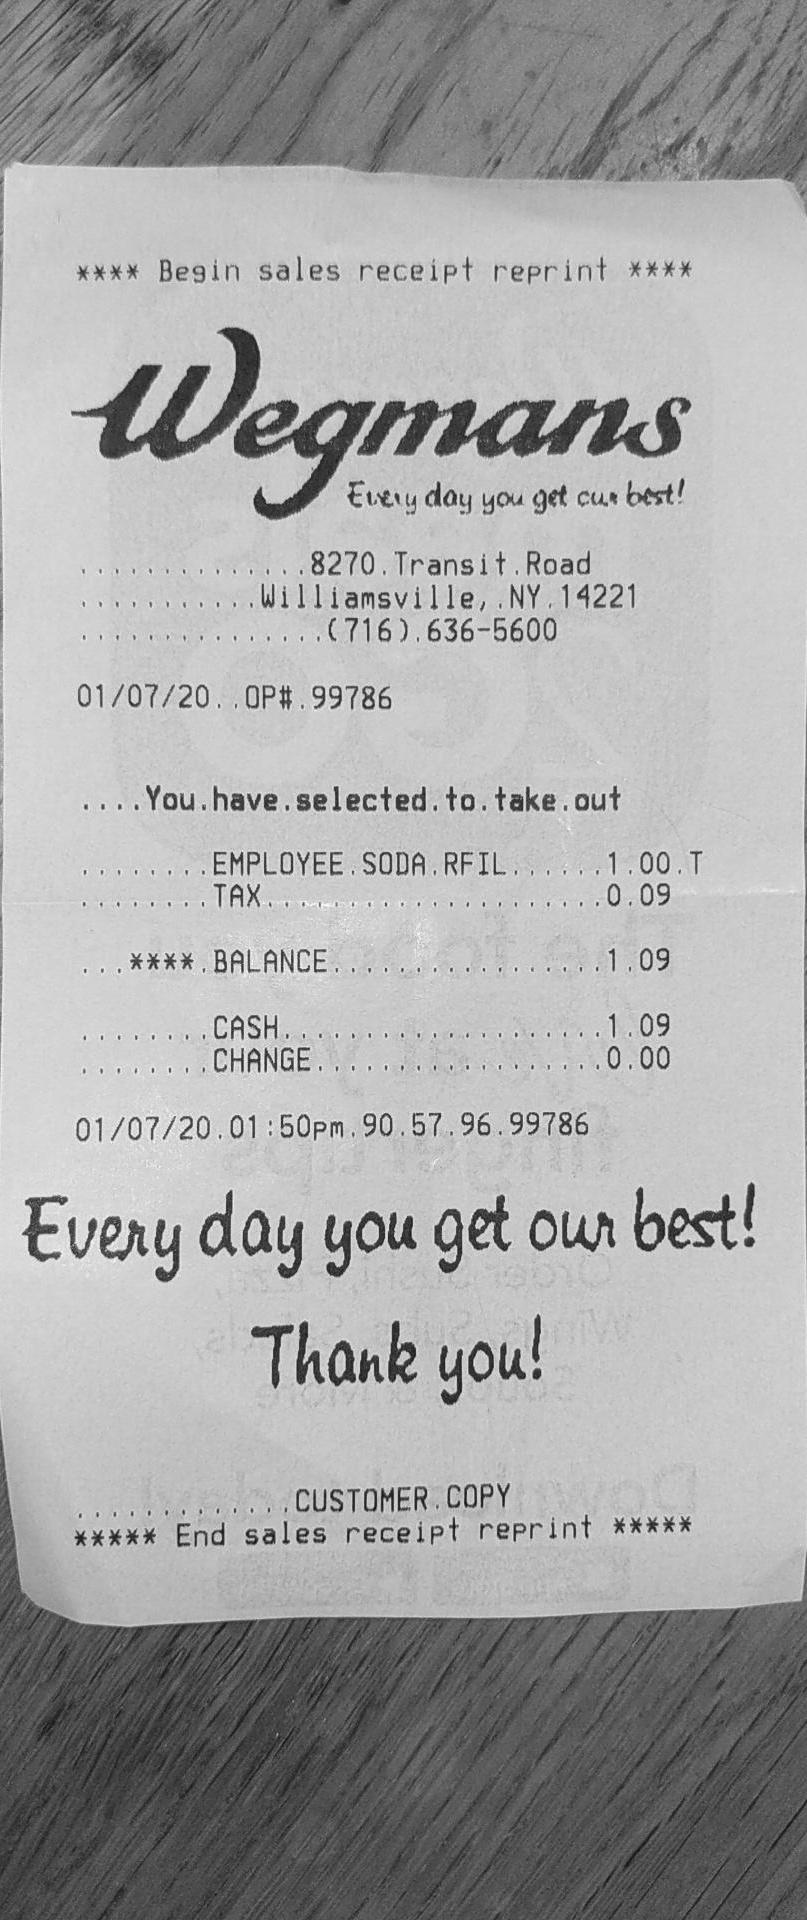 **** Begin sales receipt reprint ****
Wegmans
Every day you get our best!
..............8270.Transit.Road
...........Williamsville,.NY.14221
...............(716).636-5600
01/07/20..OP#.99786
....You.have.selected.to.take.out
........EMPLOYEE.SODA.RFIL......1.00.T
........TAX.....................0.09
...****.BALANCE.................1.09
........CASH....................1.09
........CHANGE..................0.00
01/07/20.01:50pm.90.57.96.99786
Every day you get our best!
Thank you!
.............CUSTOMER.COPY
***** End sales receipt reprint *****